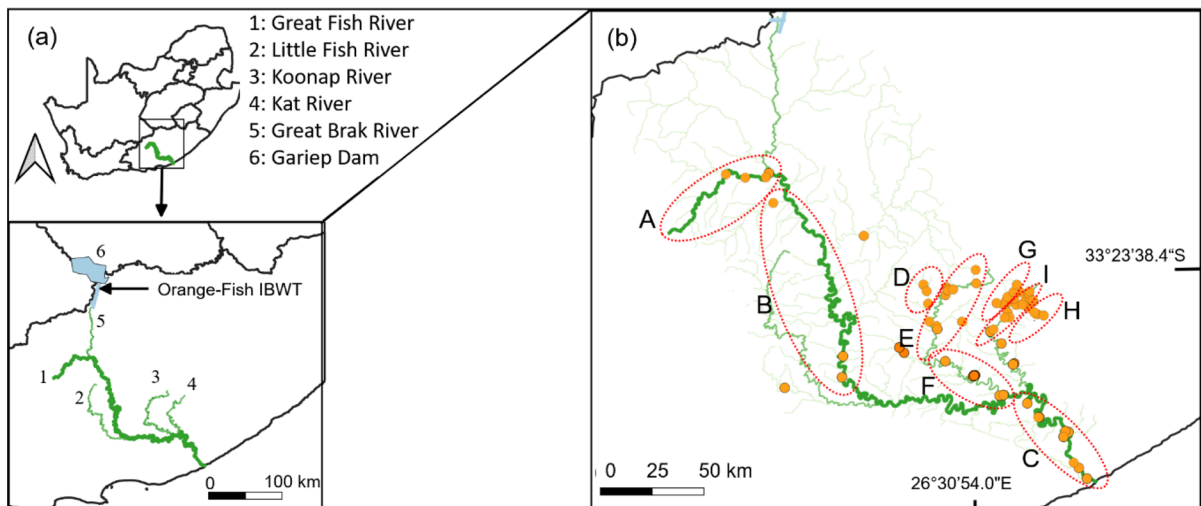 (a)
1: Great Fish River
2: Little Fish River
3: Koonap River
4: Kat River
5: Great Brak River
6: Gariep Dam
6
Orange-Fish IBWT
5
1
2
3
4
0 100 km
(b)
A
B
D
E
F
G
I
H
C
33°23'38.4“S
26°30'54.0"E
0 25 50 km